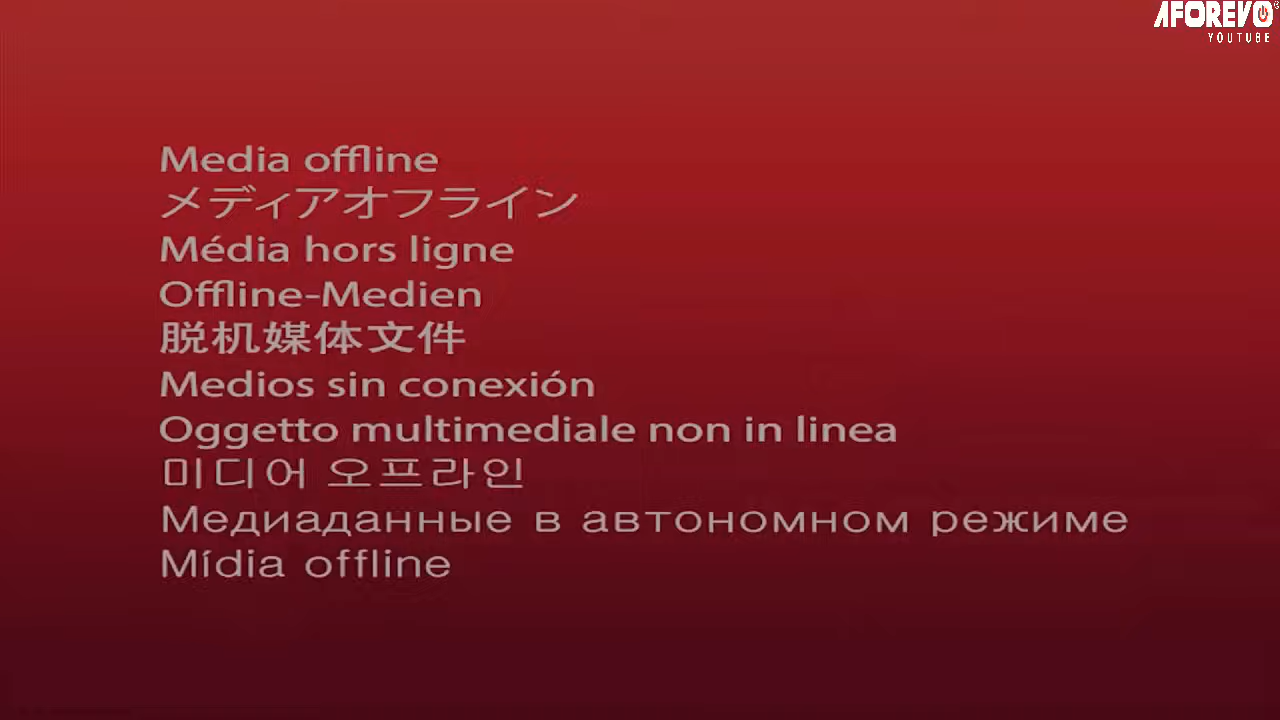 AFOREVO
YOUTUBE
Media offline
メディアオフライン
Média hors ligne
Offline-Medien
脱机媒体文件
Medios sin conexión
Oggetto multimediale non in linea
미디어 오프라인
Медиаданные в автономном режиме
Mídia offline